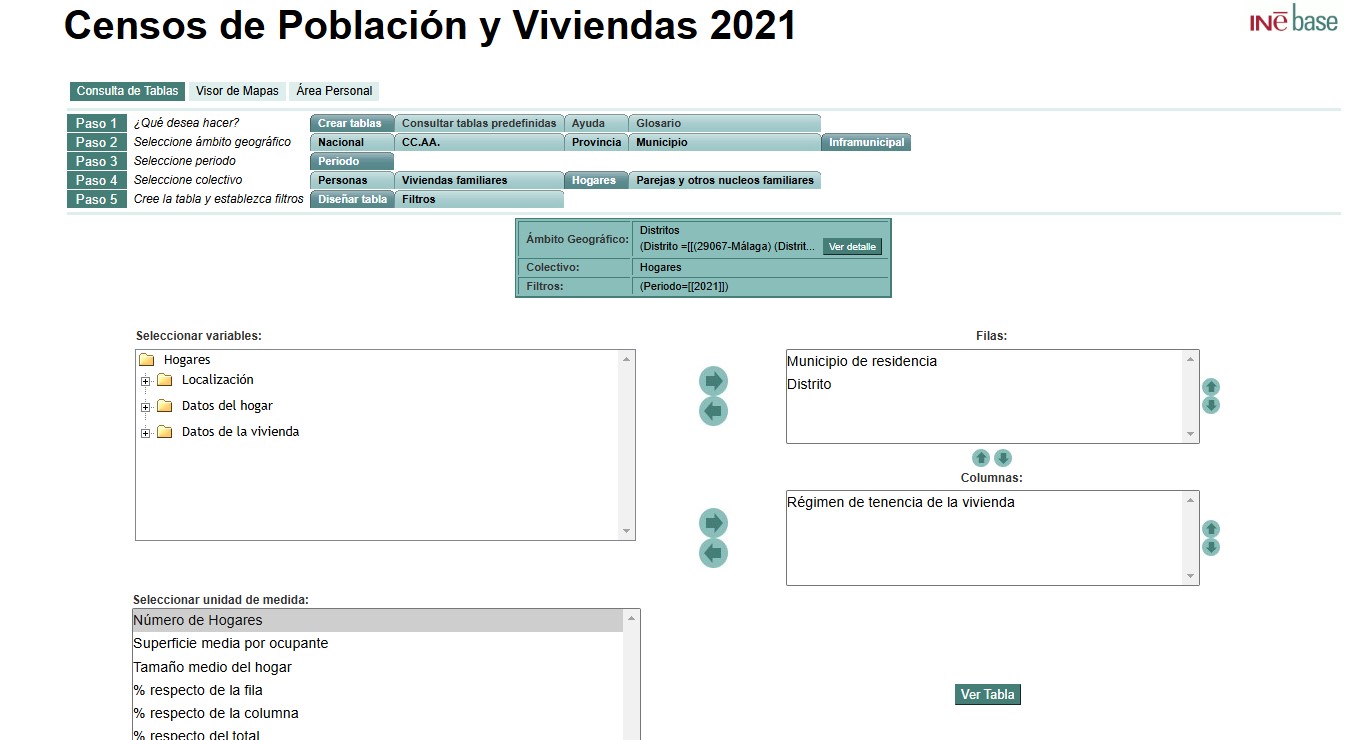 Censos de Población y Viviendas 2021
INe base
Consulta de Tablas Visor de Mapas Área Personal
Paso 1 ¿Qué desea hacer? Crear tablas Consultar tablas predefinidas Ayuda Glosario
Paso 2 Seleccione ámbito geográfico Nacional CC.AA. Provincia Municipio Inframunicipal
Paso 3 Seleccione periodo Periodo
Paso 4 Seleccione colectivo Personas Viviendas familiares Hogares Parejas y otros nucleos familiares
Paso 5 Cree la tabla y establezca filtros Diseñar tabla Filtros
Ámbito Geográfico: Distritos
(Distrito =[[(29067-Málaga) (Distrit... Ver detalle
Colectivo: Hogares
Filtros: (Periodo=[[2021]])
Seleccionar variables:
Hogares
Localización
Datos del hogar
Datos de la vivienda
Filas:
Municipio de residencia
Distrito
Columnas:
Régimen de tenencia de la vivienda
Seleccionar unidad de medida:
Número de Hogares
Superficie media por ocupante
Tamaño medio del hogar
% respecto de la fila
% respecto de la columna
% respecto del total
Ver Tabla